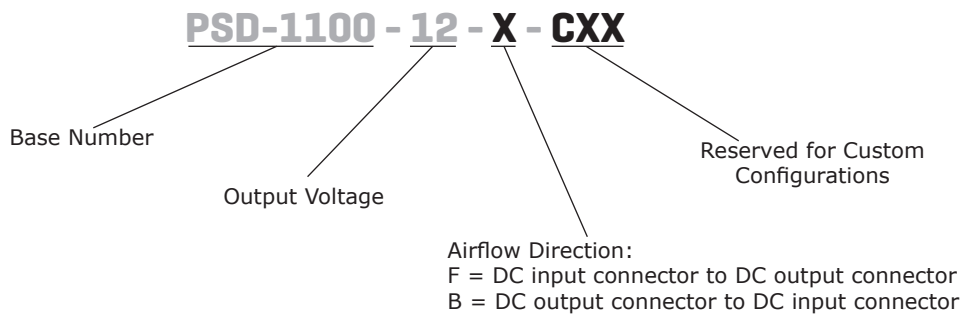 PSD-1100 - 12 - X - CXX
Base Number
Reserved for Custom
Configurations
Output Voltage
Airflow Direction:
F = DC input connector to DC output connector
B = DC output connector to DC input connector